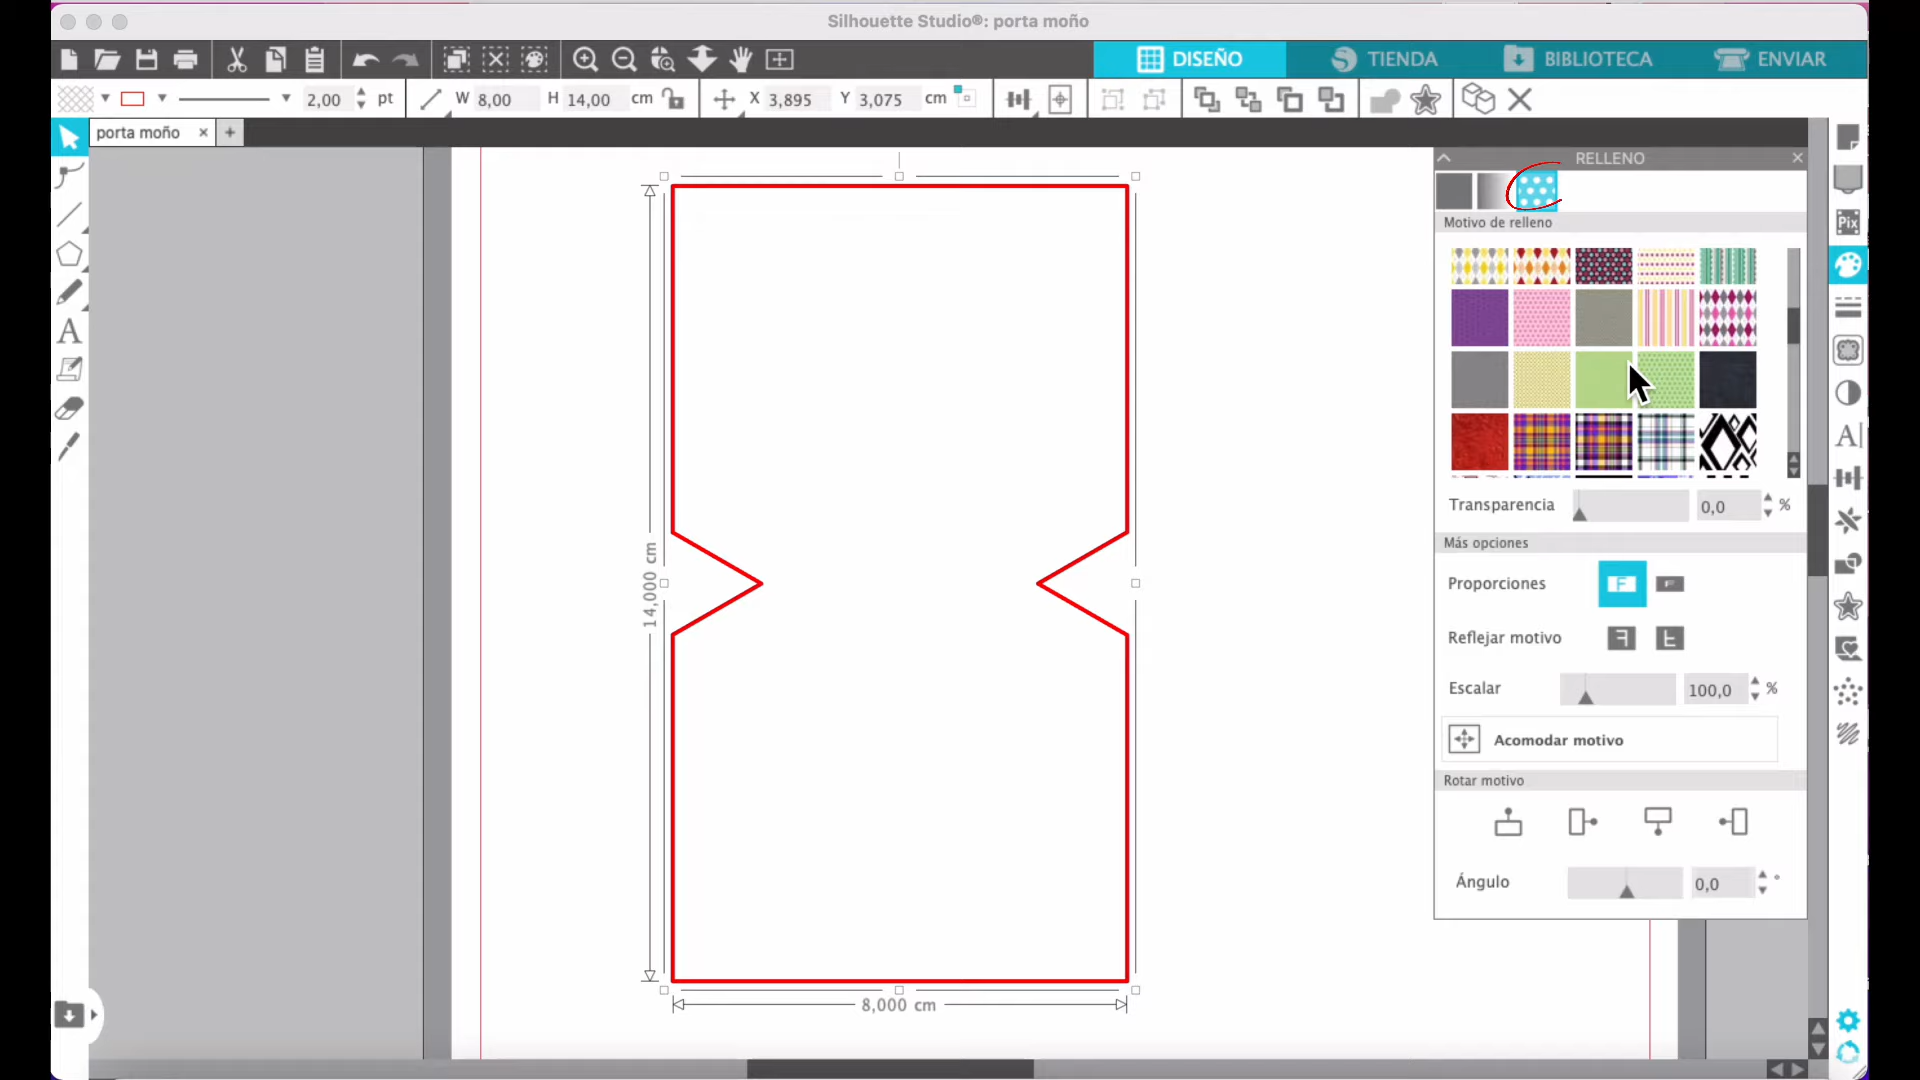 Silhouette Studio®: porta moño
DISEÑO
TIENDA
BIBLIOTECA
ENVIAR
2,00 pt
W 8,00
H 14,00 cm
X 3,895
Y 3,075 cm
porta moño
RELLENO
Motivo de relleno
Pix
A
A
Transparencia 0,0 %
Más opciones
Proporciones F F
Reflejar motivo F F
Escalar 100,0 %
Acomodar motivo
Rotar motivo
Ángulo 0,0 °
14,000 cm
8,000 cm